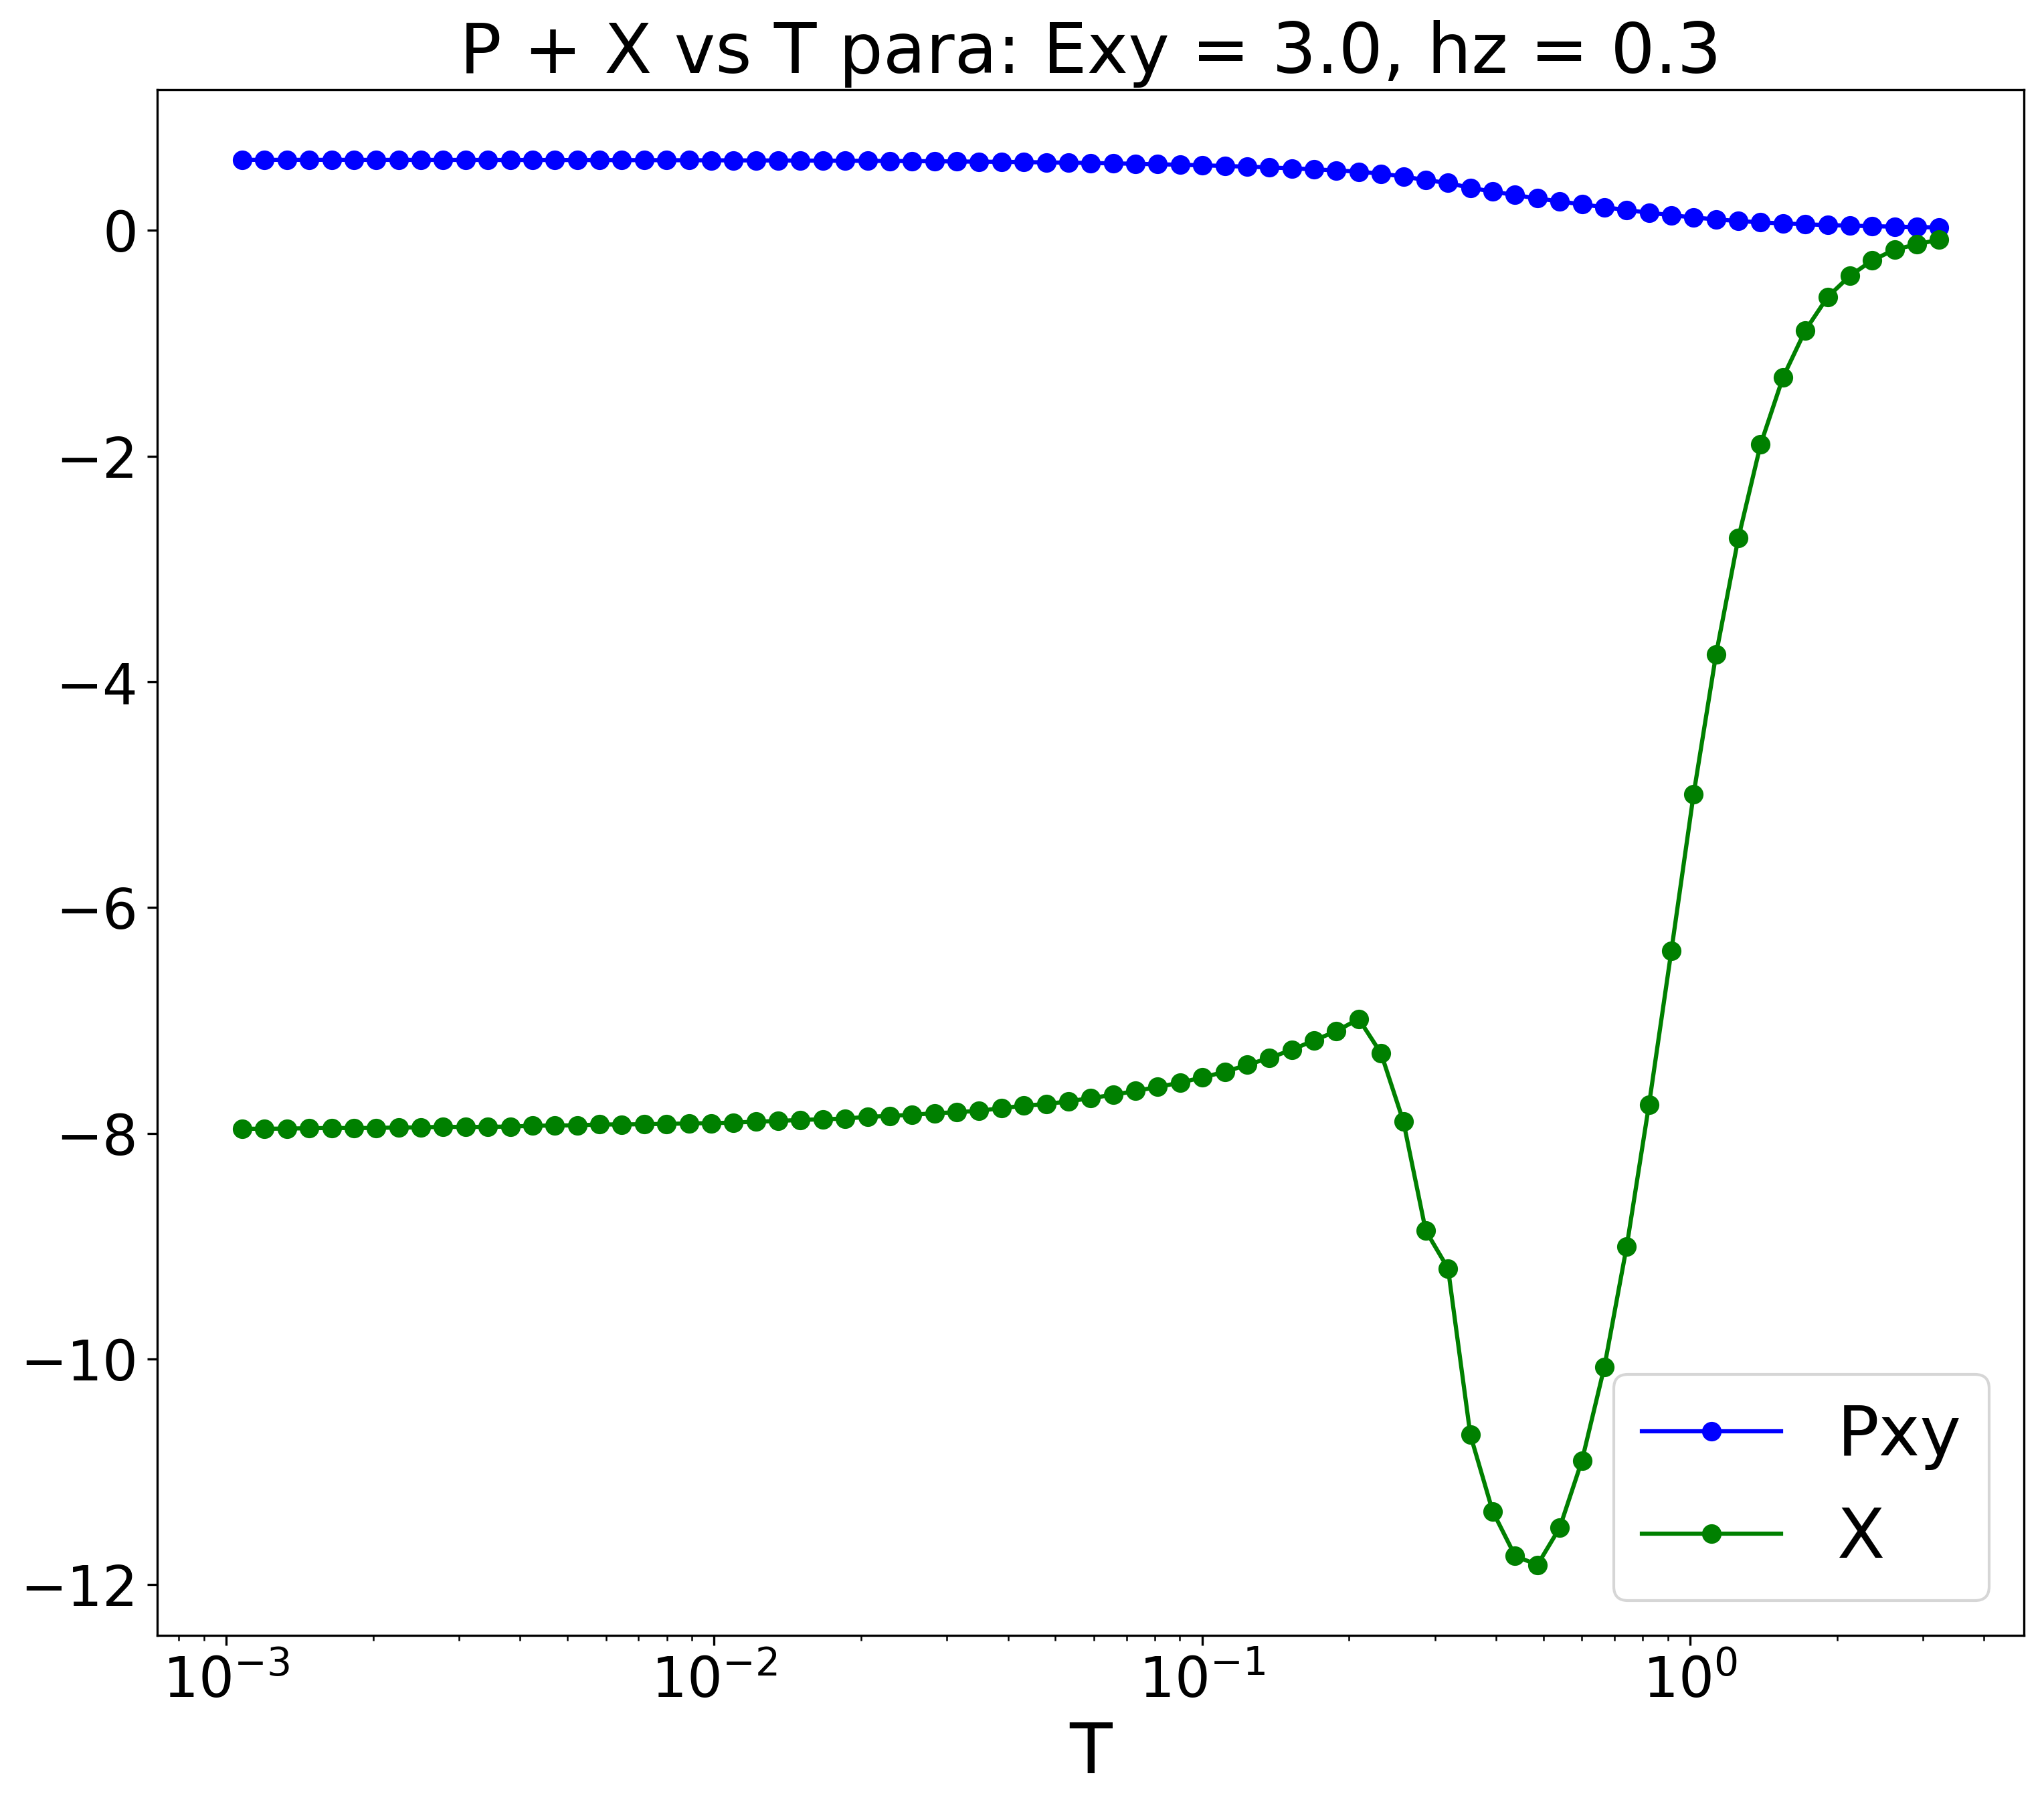 P + X vs T para: Exy = 3.0, hz = 0.3
0
−2
−4
−6
−8
−10
−12
Pxy
X
10⁻³ 10⁻² 10⁻¹ 10⁰
T